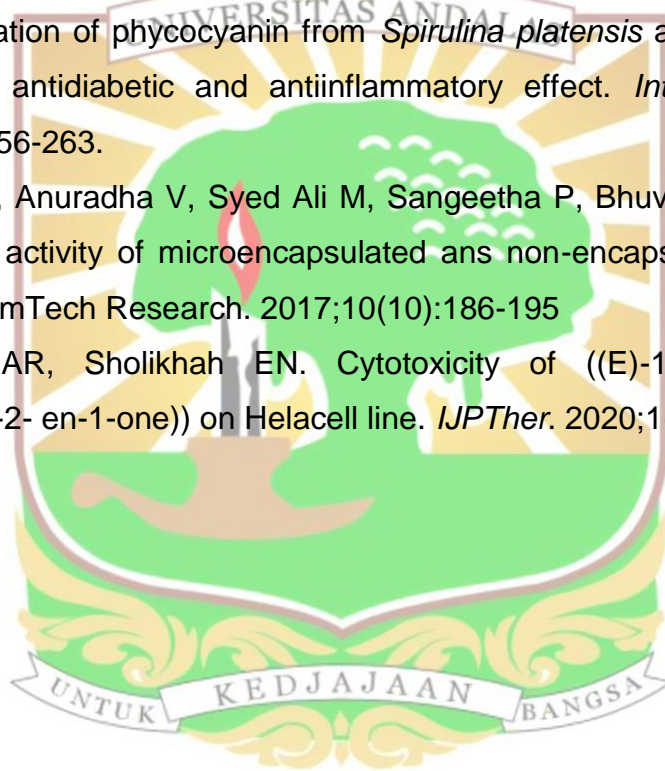 UNIVERSITAS ANDALAS
ation of phycocyanin from Spirulina platensis a
antidiabetic and antiinflammatory effect. Int
56-263.
, Anuradha V, Syed Ali M, Sangeetha P, Bhuv
activity of microencapsulated ans non-encaps
mTech Research. 2017;10(10):186-195
AR, Sholikhah EN. Cytotoxicity of ((E)-1
-2- en-1-one)) on Helacell line. IJPTher. 2020;1
UNTUK KEDJAJAAN BANGSA